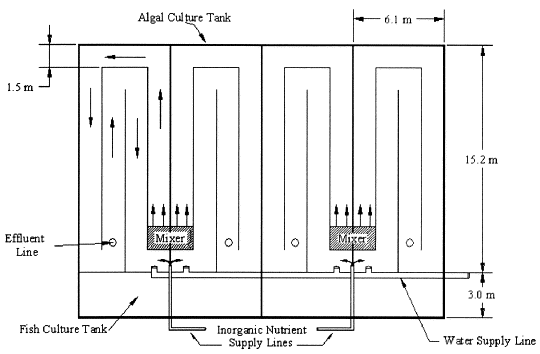 Algal Culture Tank
6.1 m
1.5 m
15.2 m
Mixer
Mixer
Effluent
Line
3.0 m
Fish Culture Tank
Inorganic Nutrient
Supply Lines
Water Supply Line